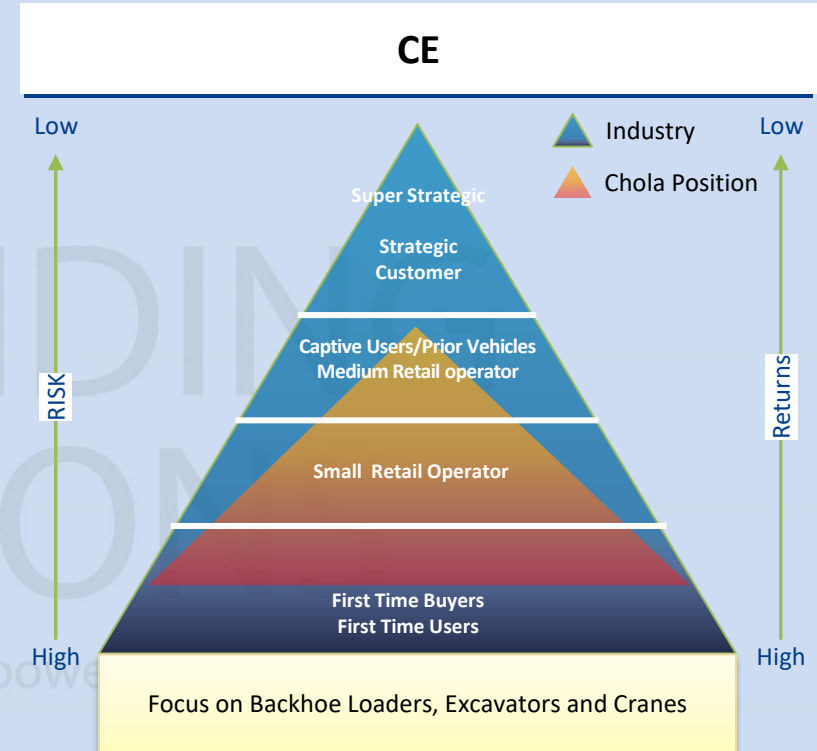 CE
Low
Low
Industry
Chola Position
Super Strategic
Strategic
Customer
Captive Users/Prior Vehicles
Medium Retail operator
RISK
Returns
Small Retail Operator
First Time Buyers
First Time Users
High
High
Focus on Backhoe Loaders, Excavators and Cranes